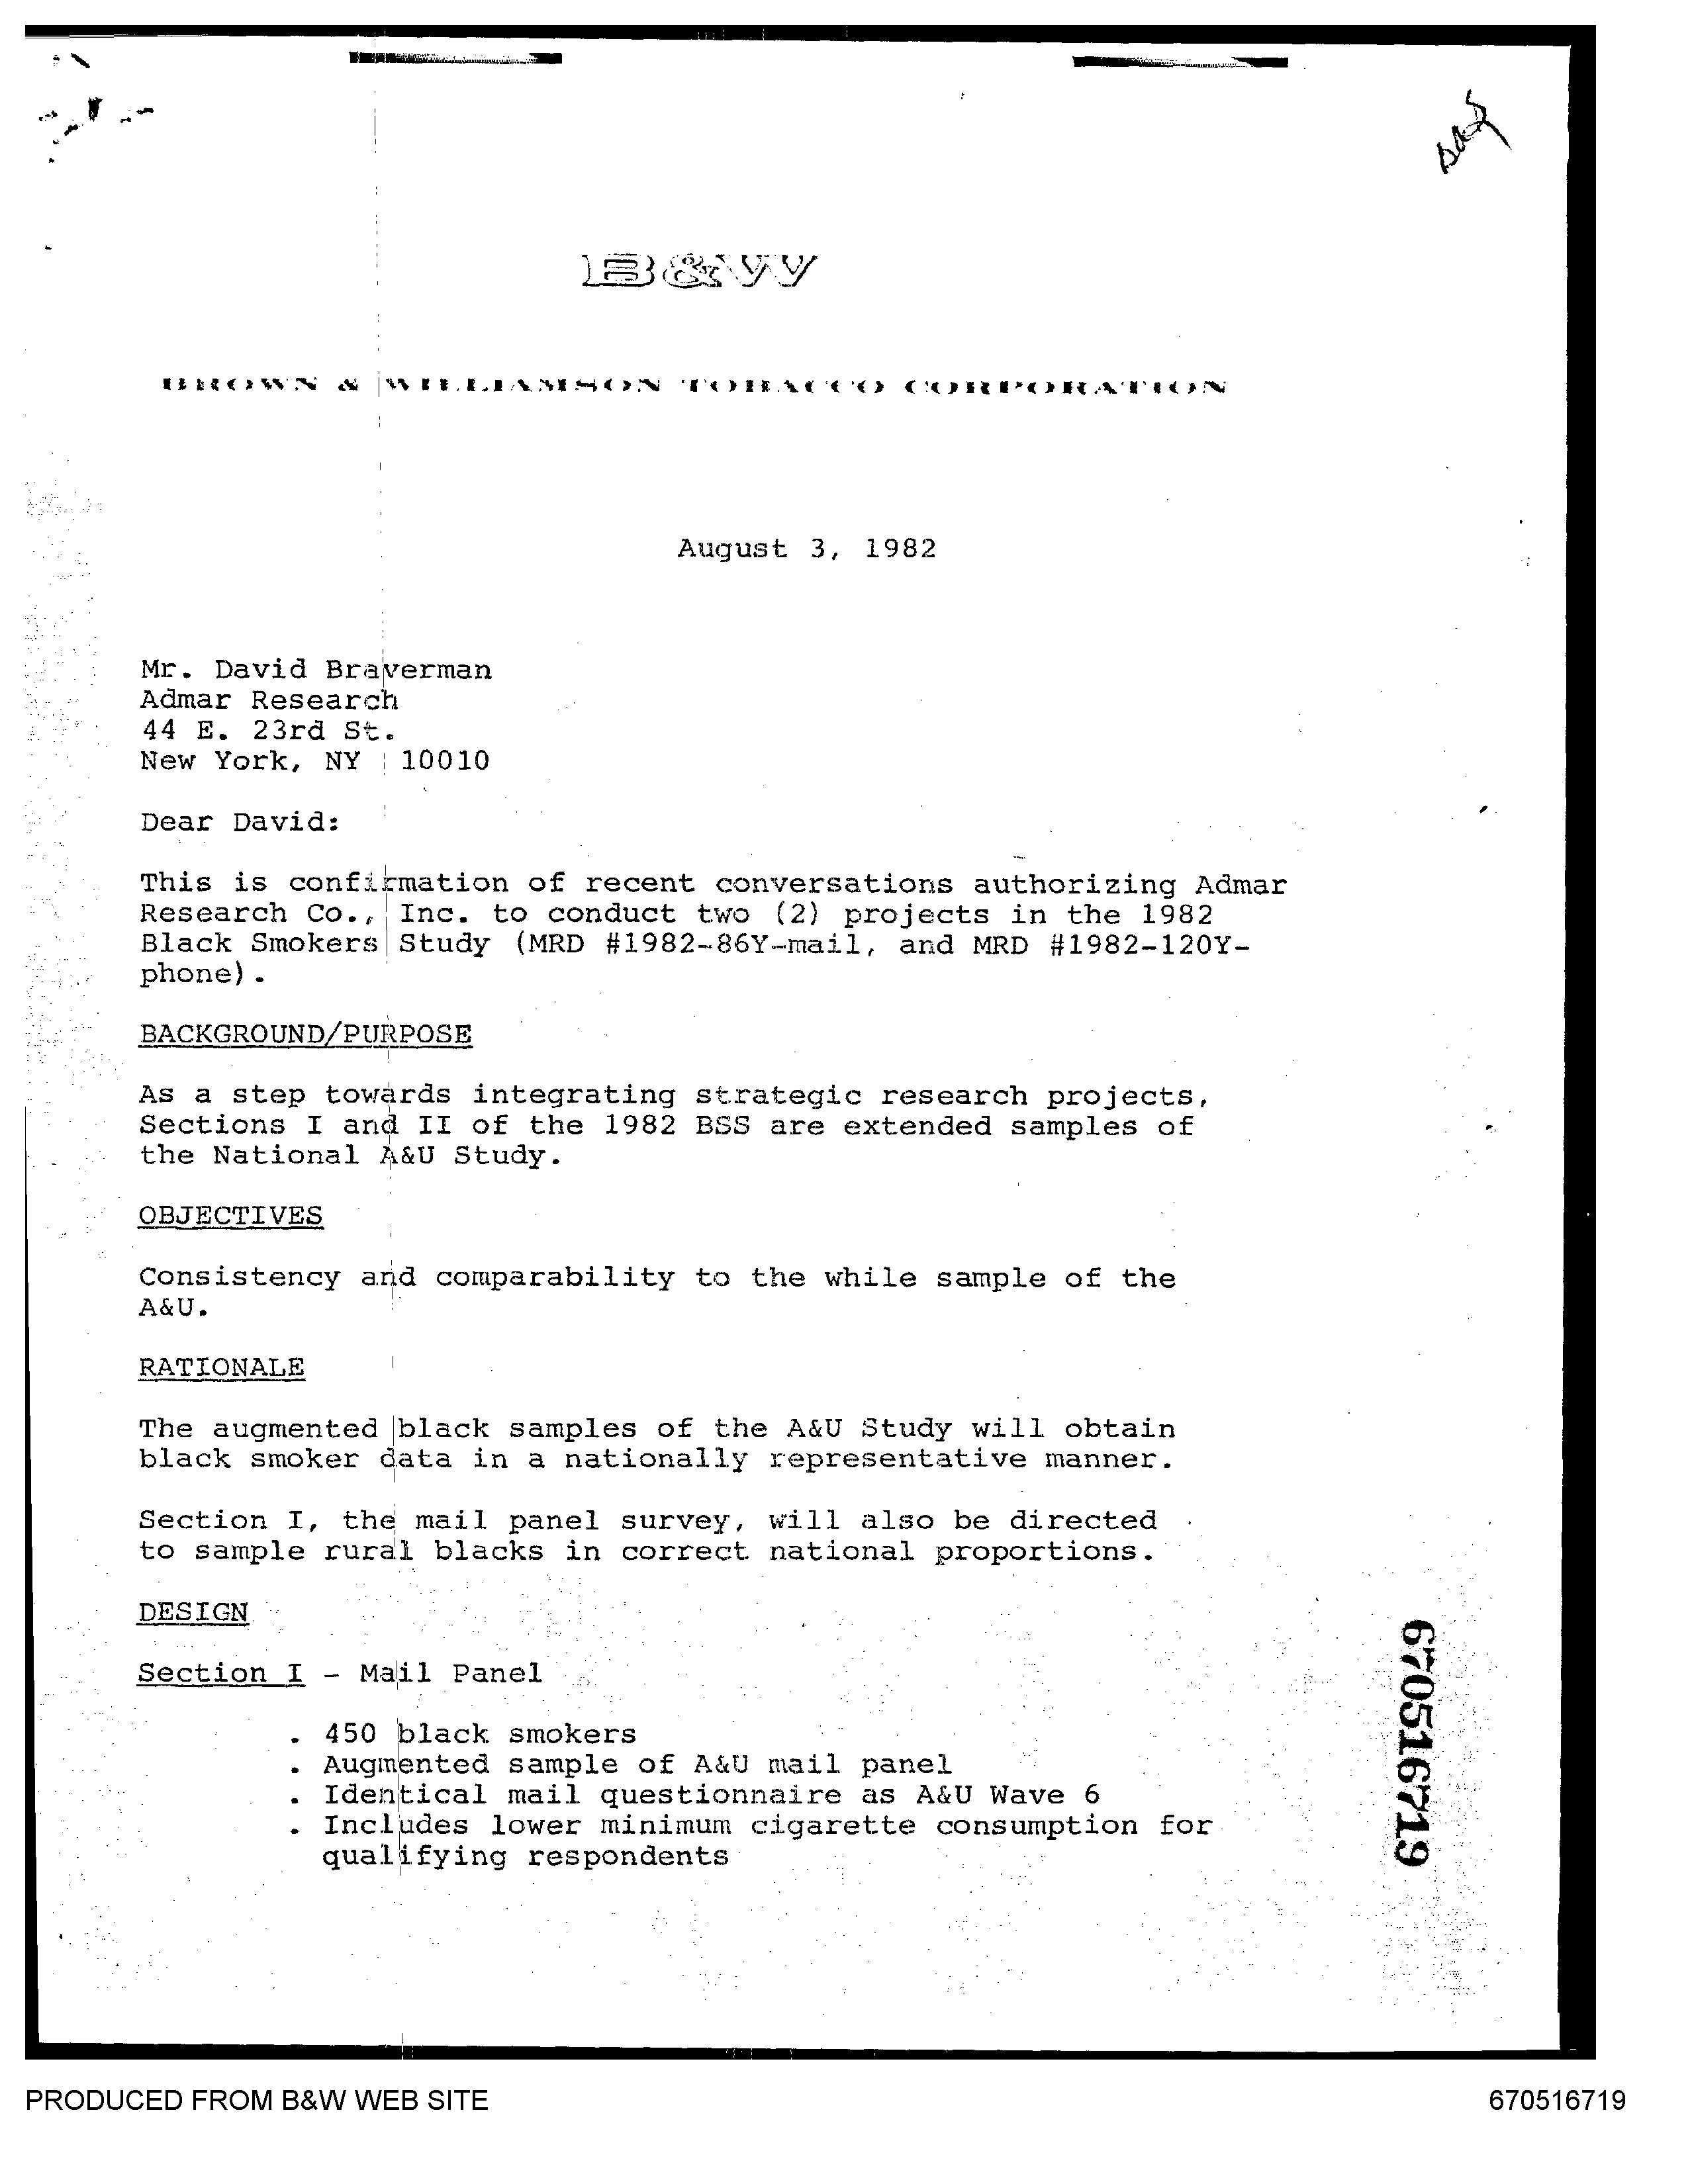 B&W
BROWN & WILLIAMSON TOBACCO CORPORATION
August 3, 1982
Mr. David Braverman
Admar Research
44 E. 23rd St.
New York, NY 10010
Dear David:
This is confirmation of recent conversations authorizing Admar
Research Co., Inc. to conduct two (2) projects in the 1982
Black Smokers Study (MRD #1982-86Y-mail, and MRD #1982-120Y-
phone).
BACKGROUND/PURPOSE
As a step towards integrating strategic research projects,
Sections I and II of the 1982 BSS are extended samples of
the National A&U Study.
OBJECTIVES
Consistency and comparability to the while sample of the
A&U.
RATIONALE
The augmented black samples of the A&U Study will obtain
black smoker data in a nationally representative manner.
Section I, the mail panel survey, will also be directed
to sample rural blacks in correct national proportions.
DESIGN
Section I - Mail Panel
. 450 black smokers
. Augmented sample of A&U mail panel
. Identical mail questionnaire as A&U Wave 6
. Includes lower minimum cigarette consumption for
qualifying respondents
670516719
PRODUCED FROM B&W WEB SITE
670516719